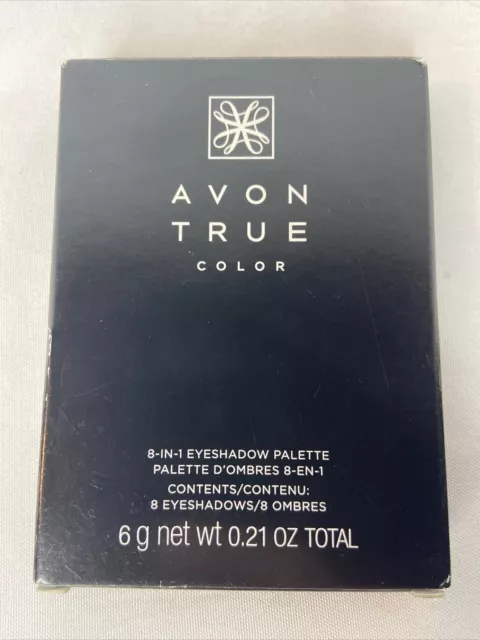 AVON
TRUE
COLOR
8-IN-1 EYESHADOW PALETTE
PALETTE D'OMBRES 8-EN-1
CONTENTS/CONTENU:
8 EYESHADOWS/8 OMBRES
6 g net wt 0.21 OZ TOTAL